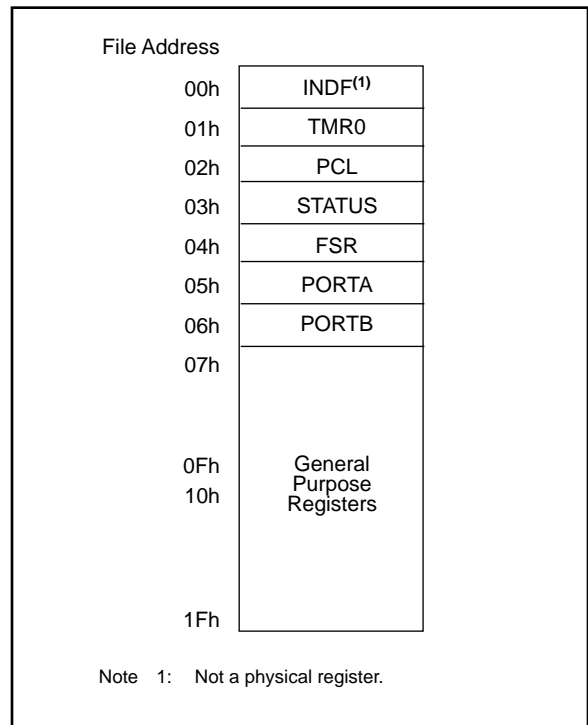 File Address
00h INDF(1)
01h TMR0
02h PCL
03h STATUS
04h FSR
05h PORTA
06h PORTB
07h
0Fh General
Purpose
10h Registers
1Fh
Note 1: Not a physical register.